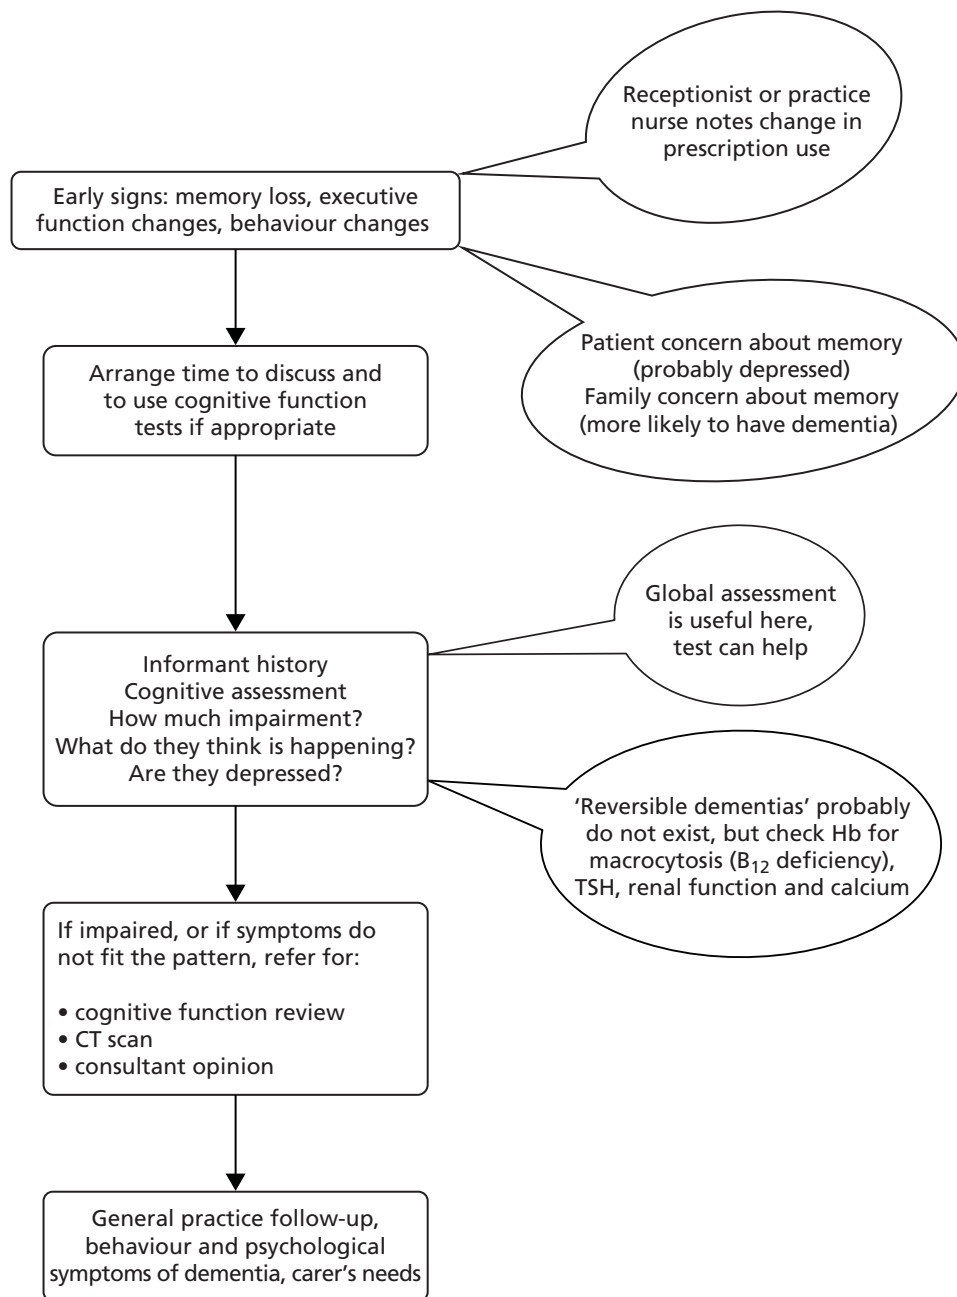 Receptionist or practice
nurse notes change in
prescription use
Early signs: memory loss, executive
function changes, behaviour changes
Patient concern about memory
(probably depressed)
Family concern about memory
(more likely to have dementia)
Arrange time to discuss and
to use cognitive function
tests if appropriate
Global assessment
is useful here,
test can help
Informant history
Cognitive assessment
How much impairment?
What do they think is happening?
Are they depressed?
‘Reversible dementias’ probably
do not exist, but check Hb for
macrocytosis (B₁₂ deficiency),
TSH, renal function and calcium
If impaired, or if symptoms do
not fit the pattern, refer for:
• cognitive function review
• CT scan
• consultant opinion
General practice follow-up,
behaviour and psychological
symptoms of dementia, carer’s needs